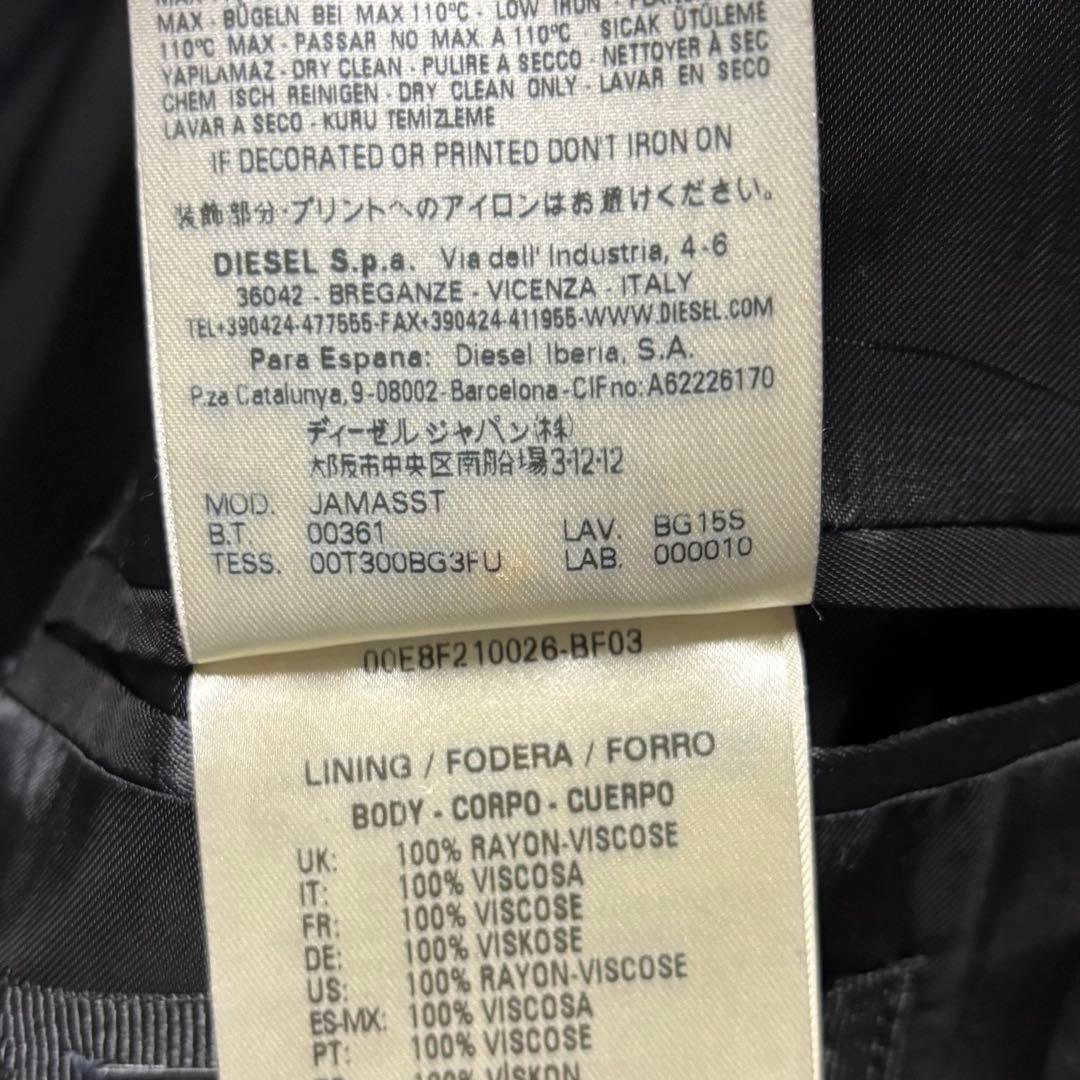 MAX - BÜGELN BEI MAX 110°C - LOW IRON
110°C MAX - PASSAR NO MAX A 110°C - SICAK ÜTÜLEME
YAPILAMAZ - DRY CLEAN - PULIRE A SECCO - NETTOYER À SEC
CHEM ISCH REINIGEN - DRY CLEAN ONLY - LAVAR EN SECO
LAVAR A SECO - KURU TEMİZLEME
IF DECORATED OR PRINTED DON'T IRON ON
装飾部分・プリントへのアイロンはお避けください。
DIESEL S.p.a. Via dell' Industria, 4-6
36042 - BREGANZE - VICENZA - ITALY
TEL+390424-477555-FAX+390424-411955-WWW.DIESEL.COM
Para Espana: Diesel Iberia, S.A.
P.za Catalunya, 9-08002-Barcelona-CIFno:A62226170
ディーゼルジャパン(株)
大阪市中央区南船場3-12-12
MOD. JAMASST
B.T. 00361 LAV. BG15S
TESS. 00T300BG3FU LAB. 000010
00E8F210026-BF03
LINING / FODERA / FORRO
BODY - CORPO - CUERPO
UK: 100% RAYON-VISCOSE
IT: 100% VISCOSA
FR: 100% VISCOSE
DE: 100% VISKOSE
US: 100% RAYON-VISCOSE
ES-MX: 100% VISCOSA
PT: 100% VISCOSE
100% VİSKON